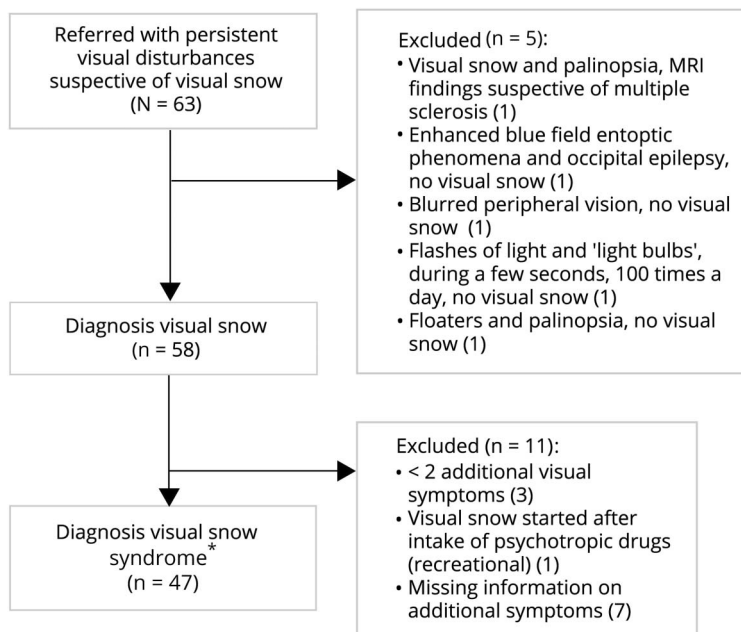 Referred with persistent
visual disturbances
suspective of visual snow
(N = 63)
Excluded (n = 5):
• Visual snow and palinopsia, MRI
findings suspective of multiple
sclerosis (1)
• Enhanced blue field entoptic
phenomena and occipital epilepsy,
no visual snow (1)
• Blurred peripheral vision, no visual
snow (1)
• Flashes of light and 'light bulbs',
during a few seconds, 100 times a
day, no visual snow (1)
• Floaters and palinopsia, no visual
snow (1)
Diagnosis visual snow
(n = 58)
Excluded (n = 11):
• < 2 additional visual
symptoms (3)
• Visual snow started after
intake of psychotropic drugs
(recreational) (1)
• Missing information on
additional symptoms (7)
Diagnosis visual snow
syndrome*
(n = 47)